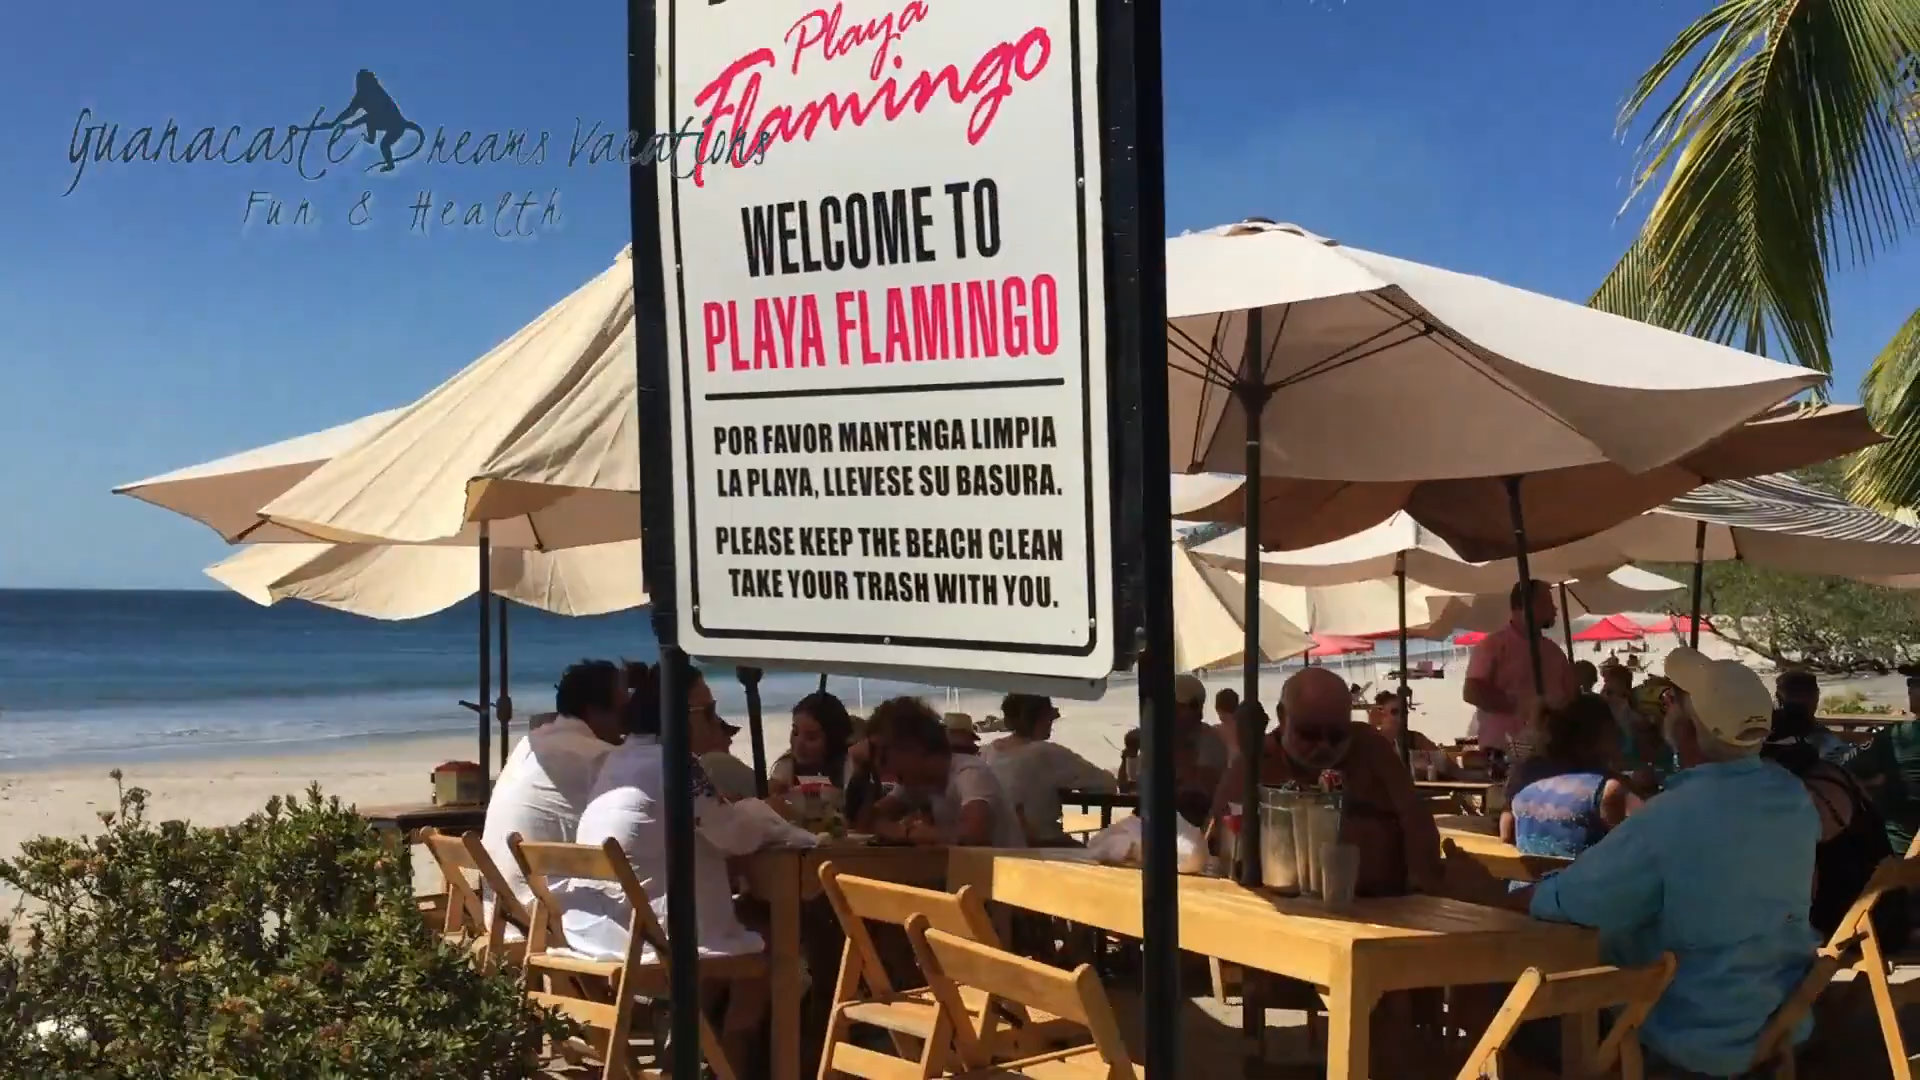 Playa
Flamingo
Guanacaste Dreams Vacations
Fun & Health
WELCOME TO
PLAYA FLAMINGO
POR FAVOR MANTENGA LIMPIA
LA PLAYA, LLEVESE SU BASURA.
PLEASE KEEP THE BEACH CLEAN
TAKE YOUR TRASH WITH YOU.